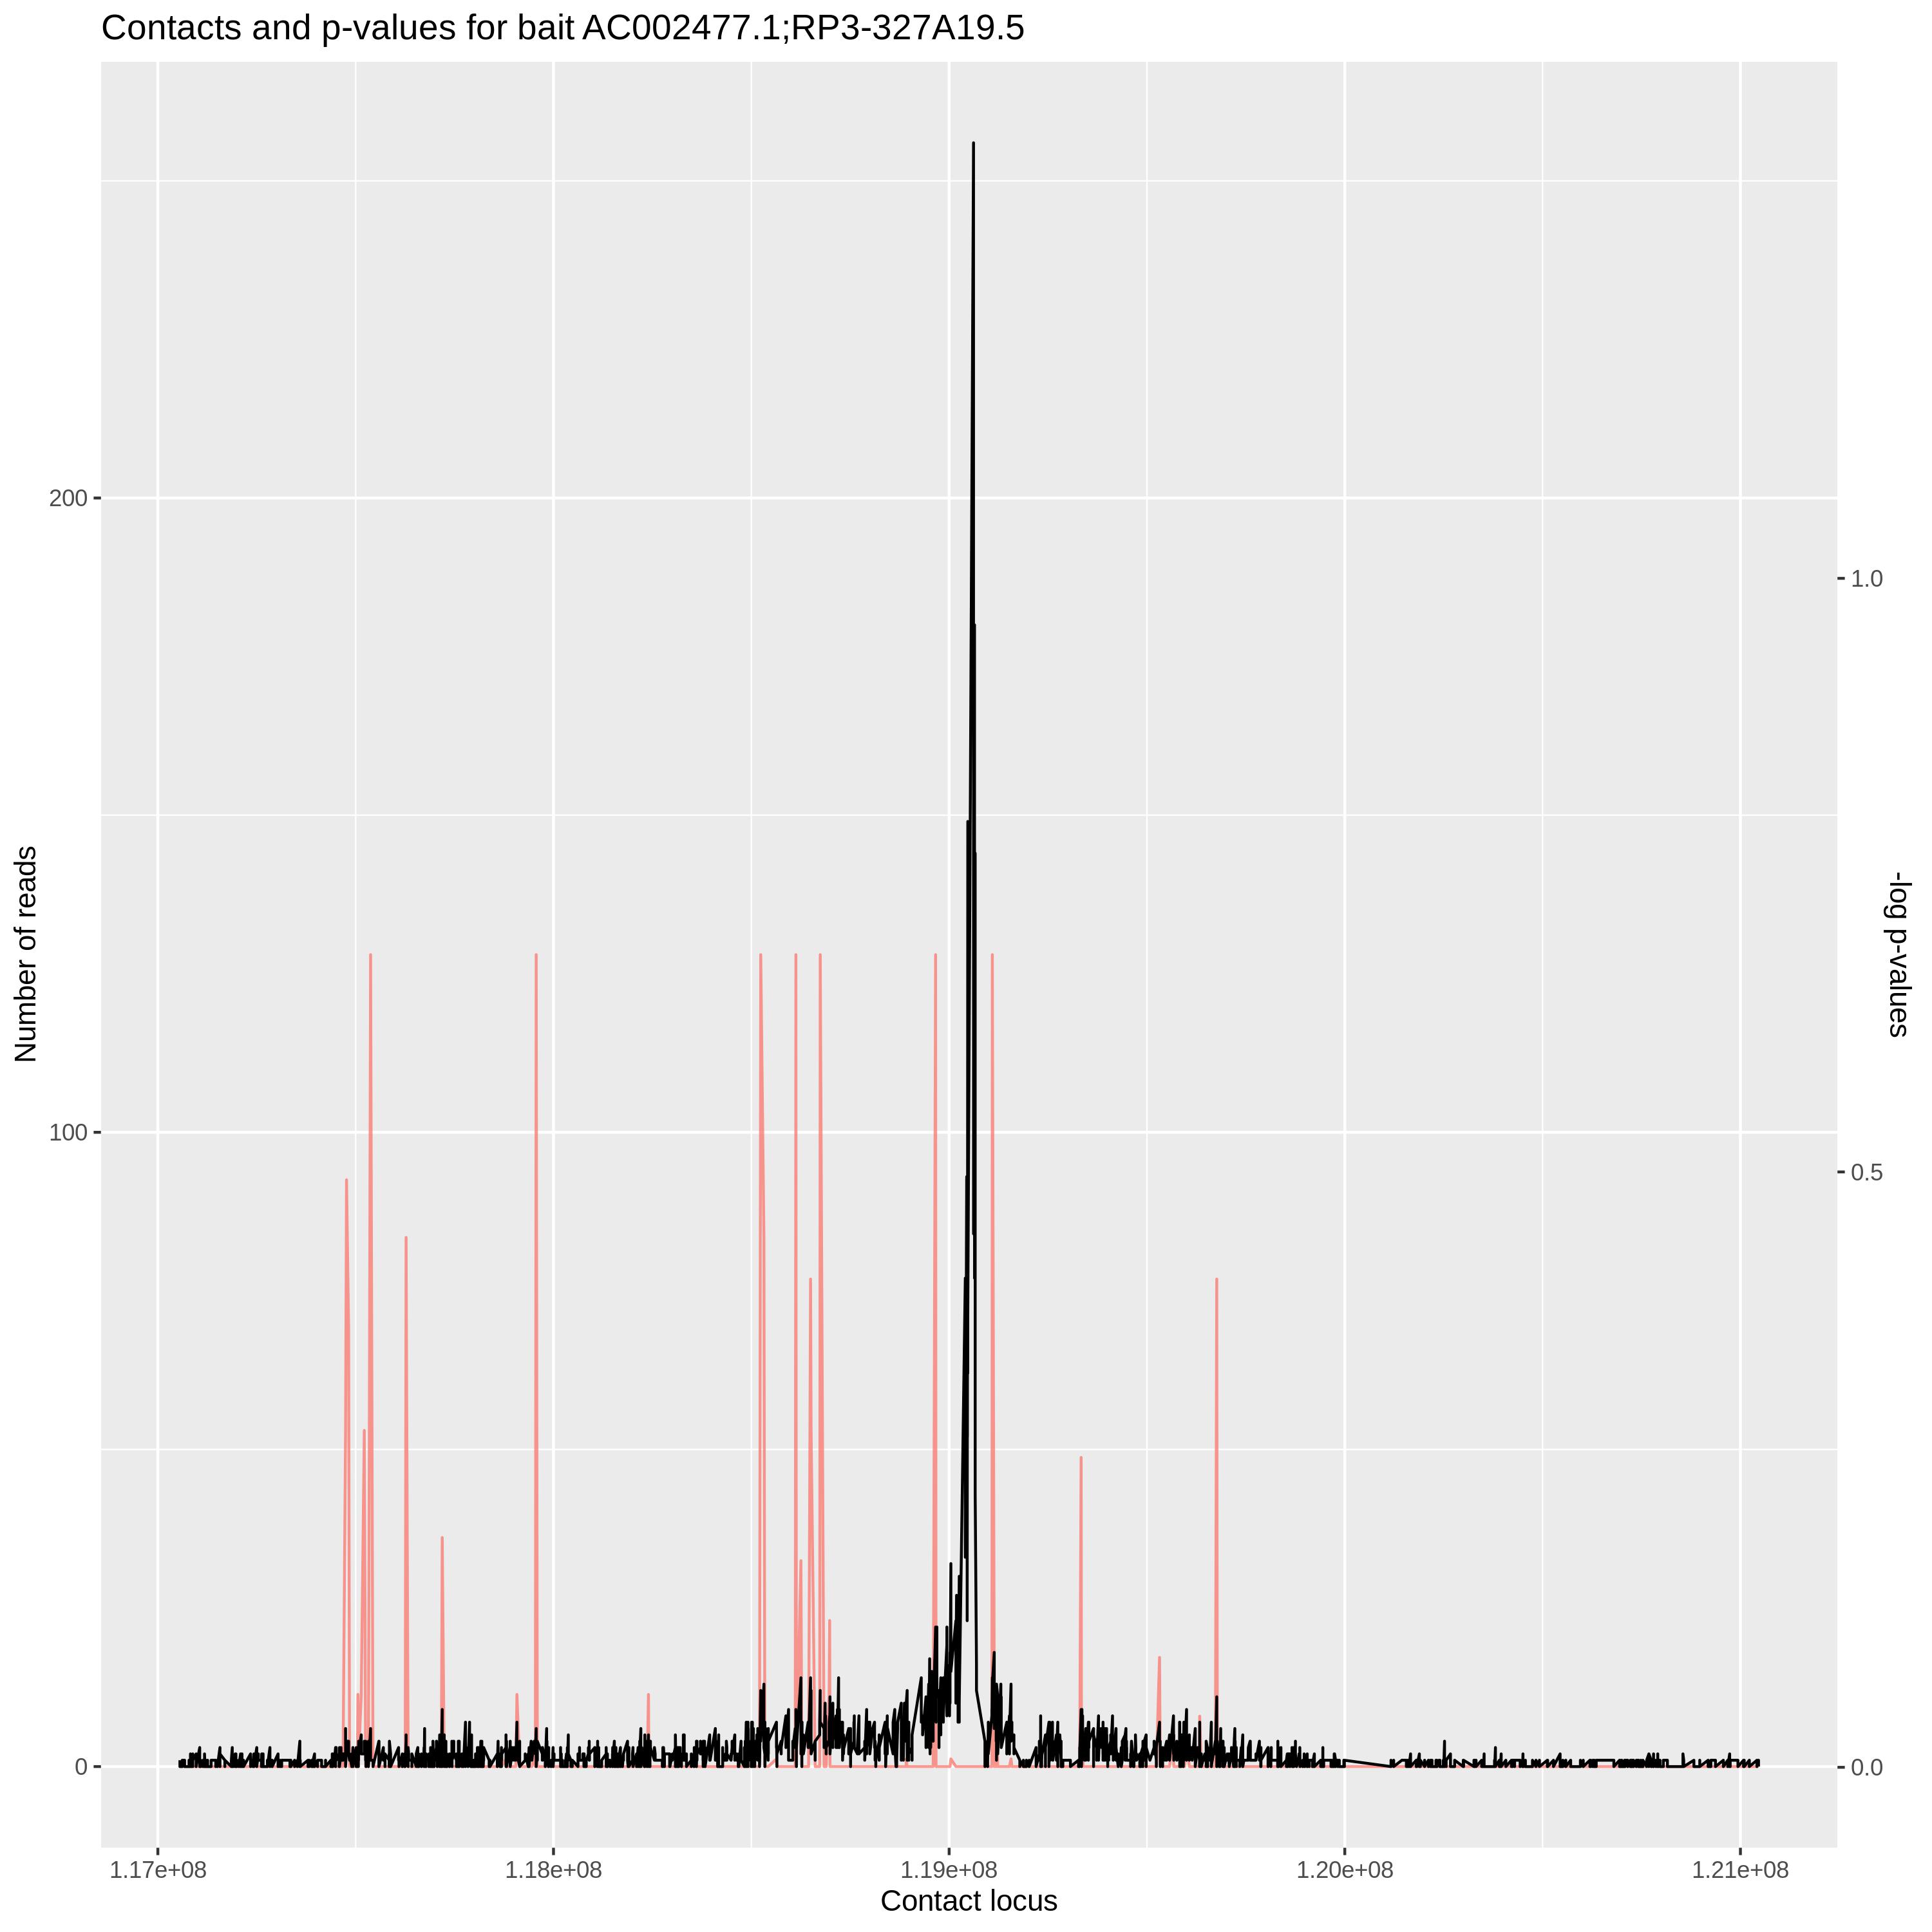 Contacts and p-values for bait AC002477.1;RP3-327A19.5
Number of reads
200
100
0
1.0
0.5
0.0
-log p-values
1.17e+08
1.18e+08
1.19e+08
1.20e+08
1.21e+08
Contact locus